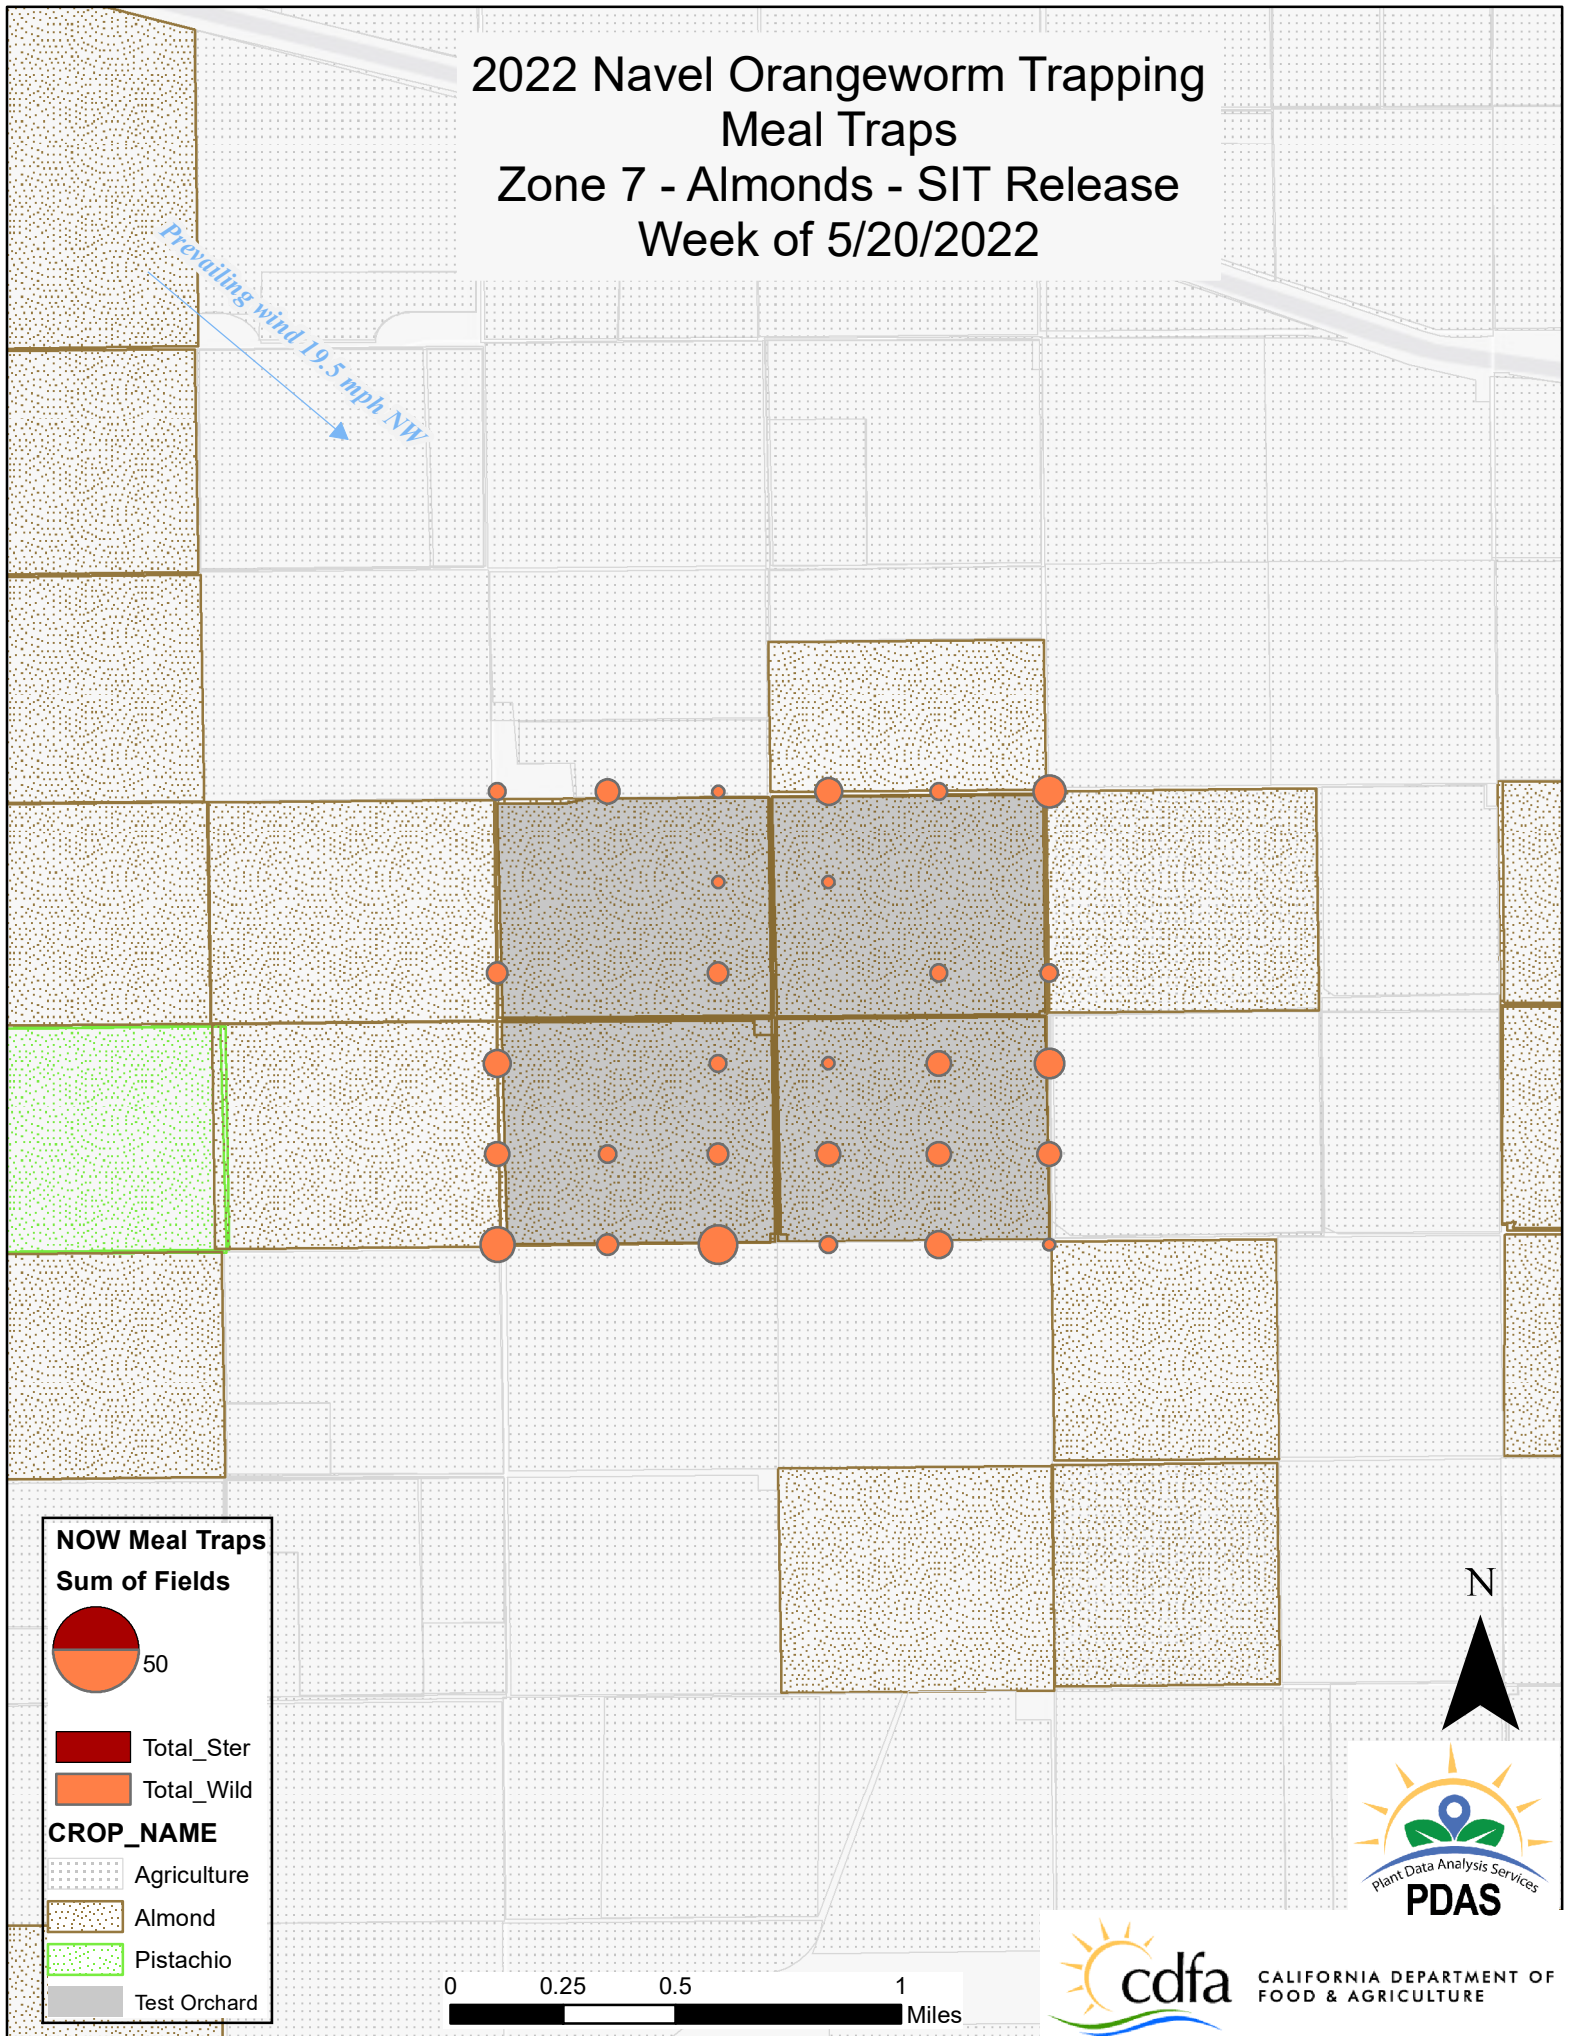 2022 Navel Orangeworm Trapping
Meal Traps
Zone 7 - Almonds - SIT Release
Week of 5/20/2022
Prevailing wind 19.5 mph NW
NOW Meal Traps
Sum of Fields
50
Total_Ster
Total_Wild
CROP_NAME
Agriculture
Almond
Pistachio
Test Orchard
0 0.25 0.5 1
Miles
N
Plant Data Analysis Services
PDAS
cdfa
CALIFORNIA DEPARTMENT OF
FOOD & AGRICULTURE